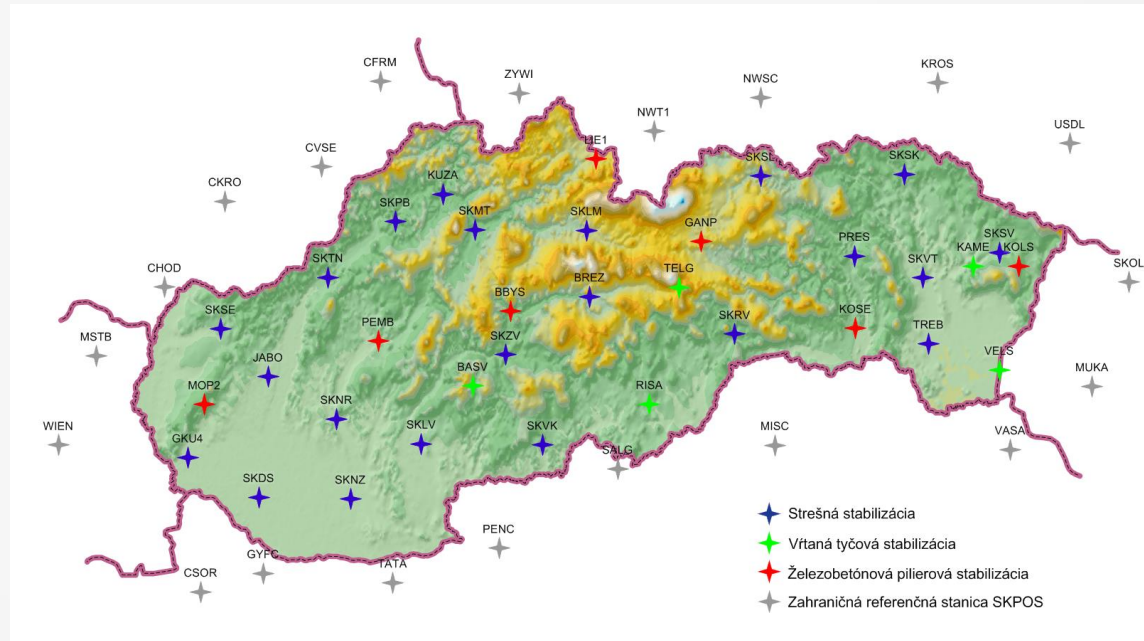 CFRM
ZYWI
KROS
NWSC
NWT1
USDL
CVSE
LIE1
SKSL
SKSK
CKRO
KUZA
SKPB
SKMT
SKLM
GANP
PRES
SKSV
KAME
KOLS
SKVT
SKTN
CHOD
BREZ
TELG
SKOL
BBYS
SKSE
PEMB
SKZV
SKRV
KOSE
MSTB
TREB
JABO
VELS
BASV
MUKA
MOP2
RISA
SKNR
WIEN
GKU4
SKLV
SKVK
MISC
VASA
SALG
SKDS
SKNZ
PENC
GYFC
TATA
CSOR
Strešná stabilizácia
Vŕtaná tyčová stabilizácia
Železobetónová pilierová stabilizácia
Zahraničná referenčná stanica SKPOS